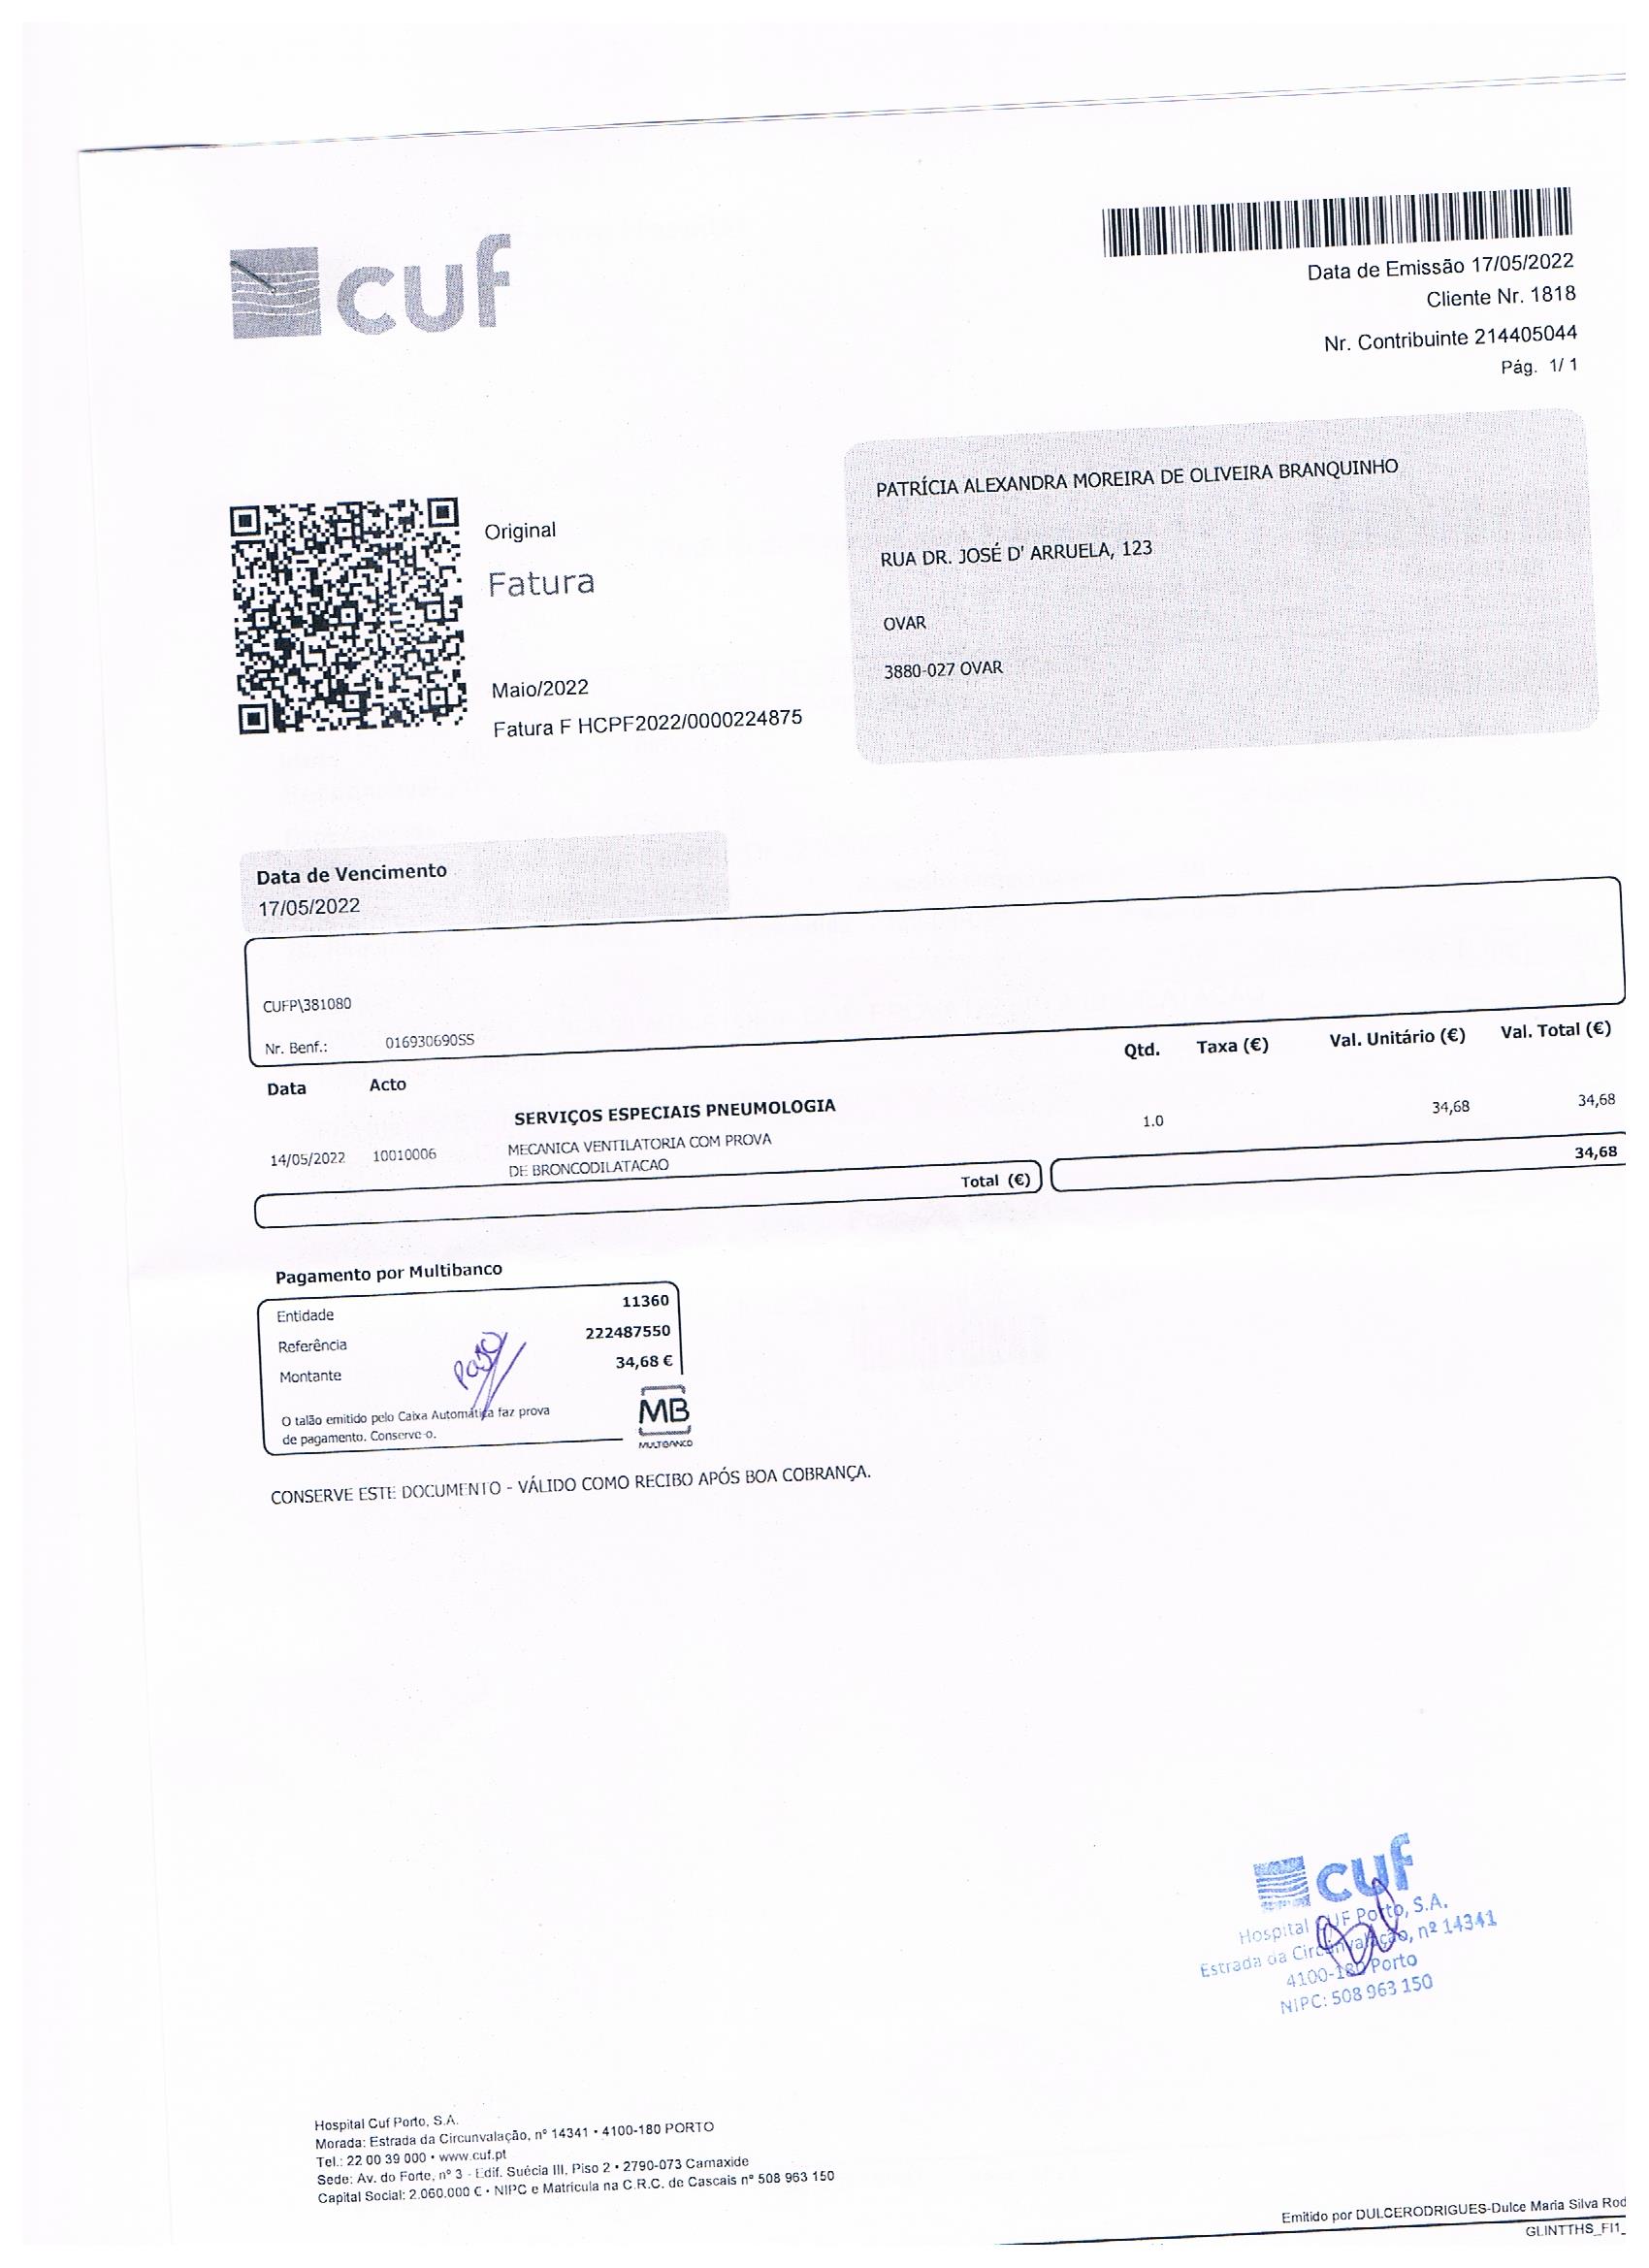 cuf
Data de Emissão 17/05/2022
Cliente Nr. 1818
Nr. Contribuinte 214405044
Pág. 1/ 1
PATRÍCIA ALEXANDRA MOREIRA DE OLIVEIRA BRANQUINHO
RUA DR. JOSÉ D' ARRUELA, 123
OVAR
3880-027 OVAR
Original
Fatura
Maio/2022
Fatura F HCPF2022/0000224875
Data de Vencimento
17/05/2022
CUFP\381080
Nr. Benf.: 016930690SS
Data Acto Qtd. Taxa (€) Val. Unitário (€) Val. Total (€)
SERVIÇOS ESPECIAIS PNEUMOLOGIA
14/05/2022 10010006 MECANICA VENTILATORIA COM PROVA 1.0 34,68 34,68
DE BRONCODILATACAO
Total (€) 34,68
Pagamento por Multibanco
Entidade 11360
Referência 222487550
Montante 34,68 €
Pago
O talão emitido pelo Caixa Automática faz prova
de pagamento. Conserve-o.
MB
MULTIBANCO
CONSERVE ESTE DOCUMENTO - VÁLIDO COMO RECIBO APÓS BOA COBRANÇA.
cuf
Hospital CUF Porto, S.A.
Estrada da Circunvalação, nº 14341
4100-180 Porto
NIPC: 508 963 150
Hospital Cuf Porto, S.A.
Morada: Estrada da Circunvalação, nº 14341 • 4100-180 PORTO
Tel.: 22 00 39 000 • www.cuf.pt
Sede: Av. do Forte, nº 3 - Edif. Suécia III, Piso 2 • 2790-073 Carnaxide
Capital Social: 2.060.000 € • NIPC e Matrícula na C.R.C. de Cascais nº 508 963 150
Emitido por DULCERODRIGUES-Dulce Maria Silva Rod
GLINTTHS_FI1_